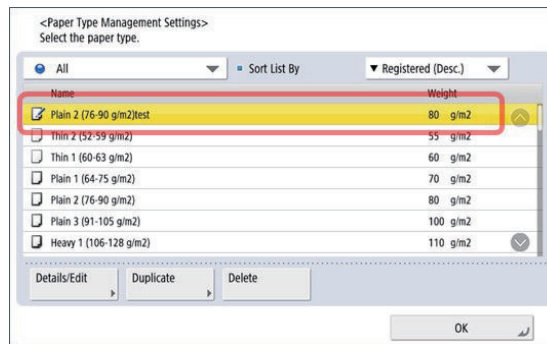 <Paper Type Management Settings>
Select the paper type.
All
Sort List By
▼ Registered (Desc.)
Name Weight
Plain 2 (76-90 g/m2)test 80 g/m2
Thin 2 (52-59 g/m2) 55 g/m2
Thin 1 (60-63 g/m2) 60 g/m2
Plain 1 (64-75 g/m2) 70 g/m2
Plain 2 (76-90 g/m2) 80 g/m2
Plain 3 (91-105 g/m2) 100 g/m2
Heavy 1 (106-128 g/m2) 110 g/m2
Details/Edit Duplicate Delete
OK